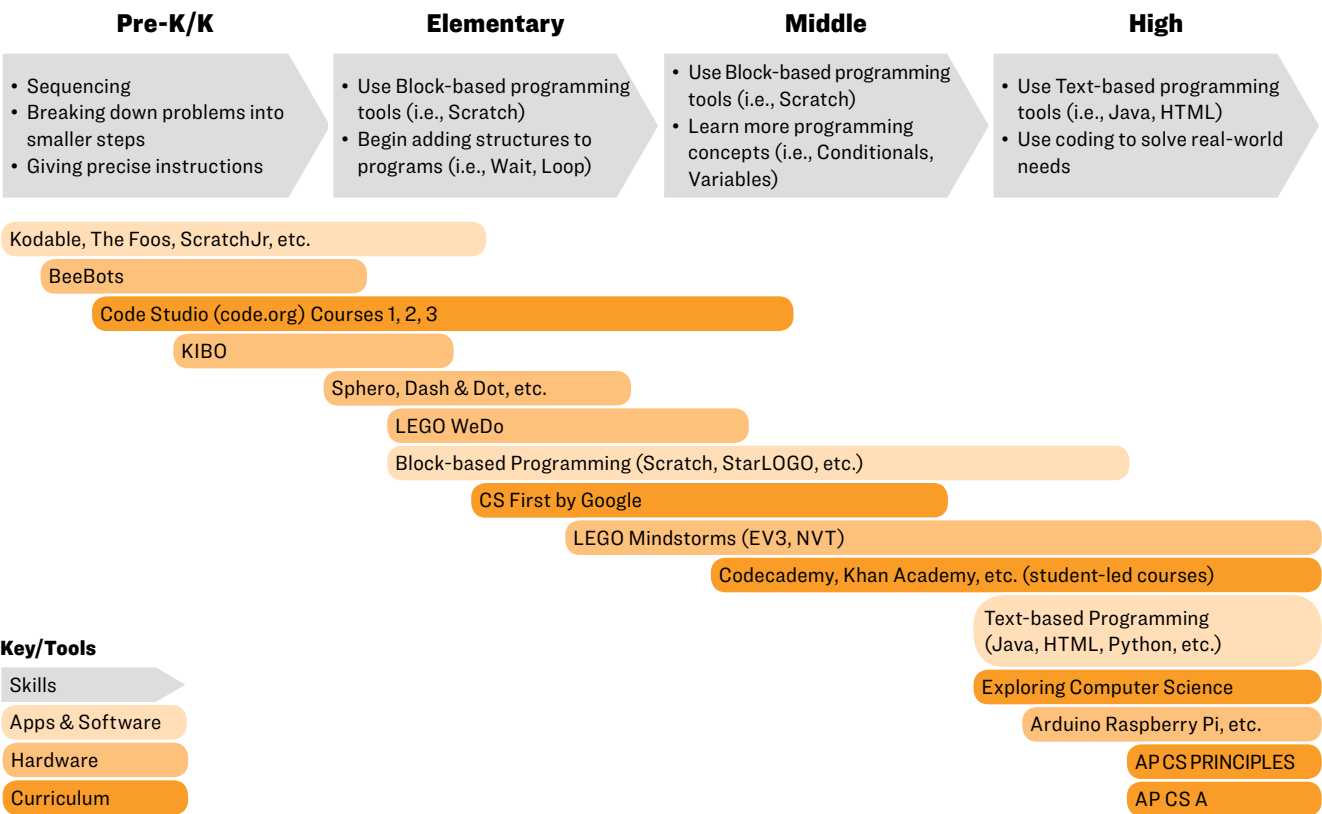 Pre-K/K
Elementary
Middle
High
• Sequencing
• Breaking down problems into
smaller steps
• Giving precise instructions
• Use Block-based programming
tools (i.e., Scratch)
• Begin adding structures to
programs (i.e., Wait, Loop)
• Use Block-based programming
tools (i.e., Scratch)
• Learn more programming
concepts (i.e., Conditionals,
Variables)
• Use Text-based programming
tools (i.e., Java, HTML)
• Use coding to solve real-world
needs
Kodable, The Foos, ScratchJr, etc.
BeeBots
Code Studio (code.org) Courses 1, 2, 3
KIBO
Sphero, Dash & Dot, etc.
LEGO WeDo
Block-based Programming (Scratch, StarLOGO, etc.)
CS First by Google
LEGO Mindstorms (EV3, NVT)
Codecademy, Khan Academy, etc. (student-led courses)
Text-based Programming
(Java, HTML, Python, etc.)
Exploring Computer Science
Arduino Raspberry Pi, etc.
AP CS PRINCIPLES
AP CS A
Key/Tools
Skills
Apps & Software
Hardware
Curriculum